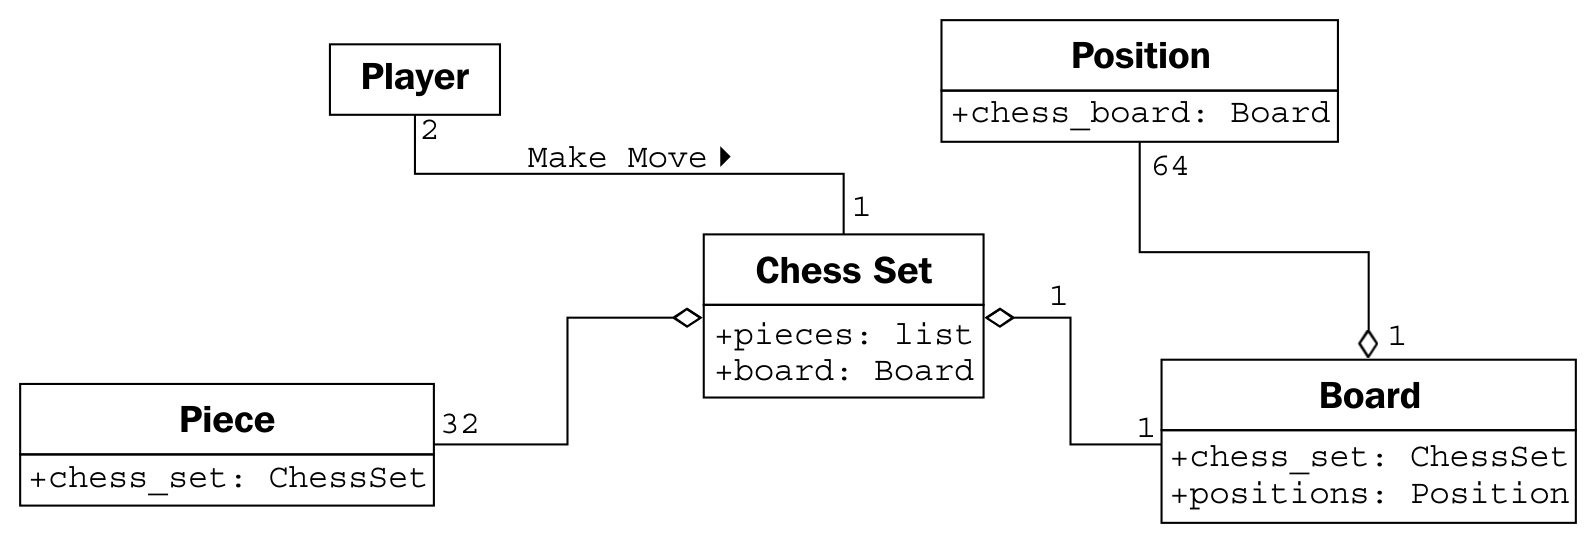 Player
2
Make Move
1
Position
+chess_board: Board
64
Chess Set
+pieces: list
+board: Board
1
1
1
Board
+chess_set: ChessSet
+positions: Position
Piece
+chess_set: ChessSet
32